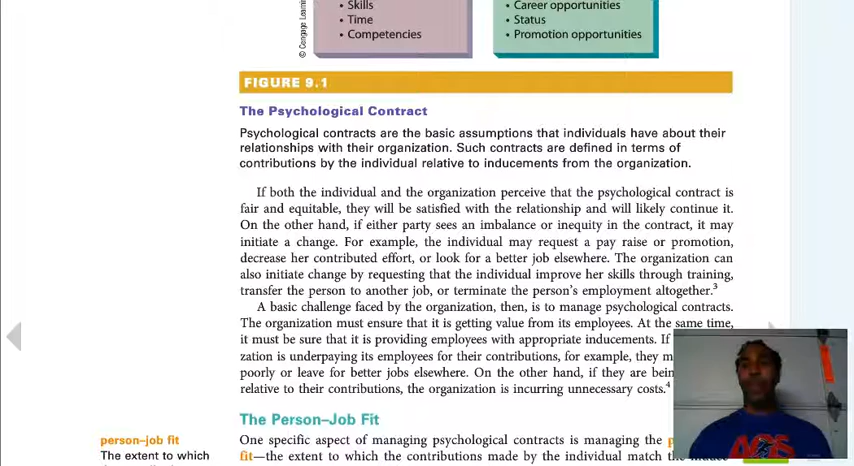 • Skills
• Time
• Competencies
• Career opportunities
• Status
• Promotion opportunities
© Cengage Learnin
FIGURE 9.1
The Psychological Contract
Psychological contracts are the basic assumptions that individuals have about their
relationships with their organization. Such contracts are defined in terms of
contributions by the individual relative to inducements from the organization.
If both the individual and the organization perceive that the psychological contract is
fair and equitable, they will be satisfied with the relationship and will likely continue it.
On the other hand, if either party sees an imbalance or inequity in the contract, it may
initiate a change. For example, the individual may request a pay raise or promotion,
decrease her contributed effort, or look for a better job elsewhere. The organization can
also initiate change by requesting that the individual improve her skills through training,
transfer the person to another job, or terminate the person's employment altogether.3
A basic challenge faced by the organization, then, is to manage psychological contracts.
The organization must ensure that it is getting value from its employees. At the same time,
it must be sure that it is providing employees with appropriate inducements. If
zation is underpaying its employees for their contributions, for example, they m
poorly or leave for better jobs elsewhere. On the other hand, if they are bein
relative to their contributions, the organization is incurring unnecessary costs.4
The Person–Job Fit
person–job fit
The extent to which
One specific aspect of managing psychological contracts is managing the
fit—the extent to which the contributions made by the individual match